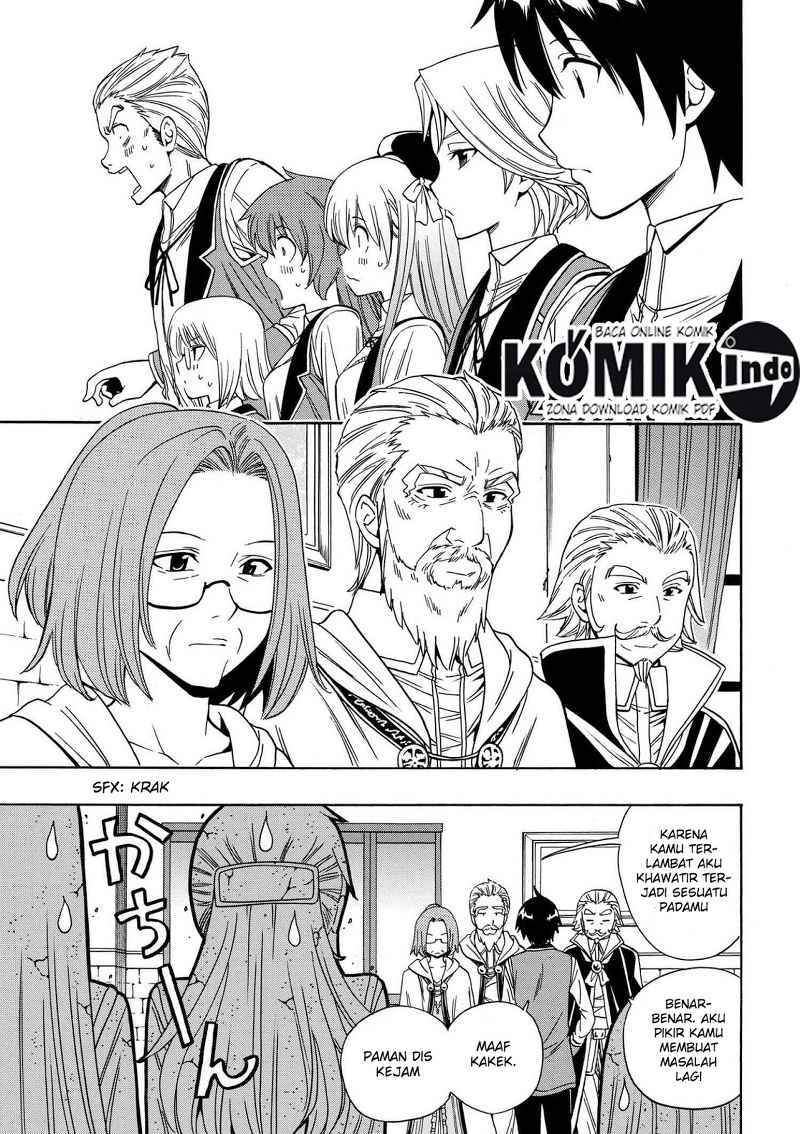 BACA ONLINE KOMIK
KOMIK indo
ZONA DOWNLOAD KOMIK PDF
SFX: KRAK
かちーん
KARENA
KAMU TER-
LAMBAT AKU
KHAWATIR TER-
JADI SESUATU
PADAMU
BENAR-
BENAR. AKU
PIKIR KAMU
MEMBUAT
MASALAH
LAGI
MAAF
KAKEK.
PAMAN DIS
KEJAM